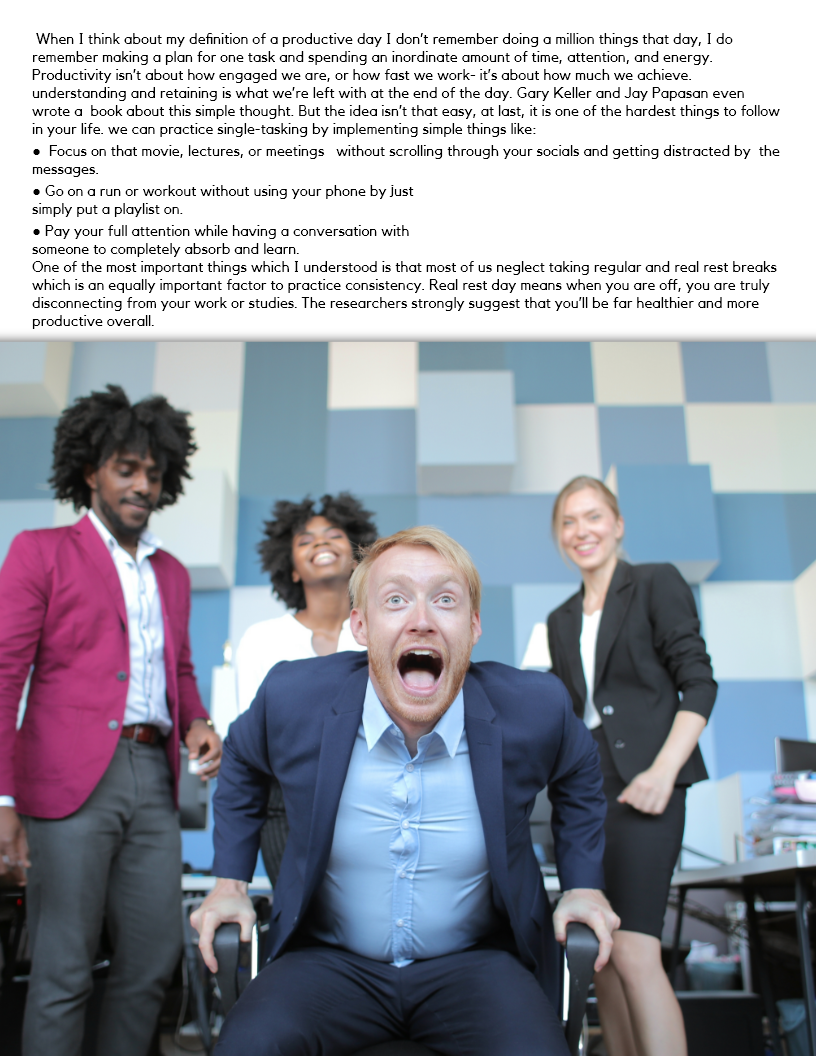 When I think about my definition of a productive day I don't remember doing a million things that day, I do
remember making a plan for one task and spending an inordinate amount of time, attention, and energy.
Productivity isn't about how engaged we are, or how fast we work- it's about how much we achieve.
understanding and retaining is what we're left with at the end of the day. Gary Keller and Jay Papasan even
wrote a  book about this simple thought. But the idea isn't that easy, at last, it is one of the hardest things to follow
in your life. we can practice single-tasking by implementing simple things like:
● Focus on that movie, lectures, or meetings  without scrolling through your socials and getting distracted by  the
messages.
● Go on a run or workout without using your phone by just
simply put a playlist on.
● Pay your full attention while having a conversation with
someone to completely absorb and learn.
One of the most important things which I understood is that most of us neglect taking regular and real rest breaks
which is an equally important factor to practice consistency. Real rest day means when you are off, you are truly
disconnecting from your work or studies. The researchers strongly suggest that you'll be far healthier and more
productive overall.